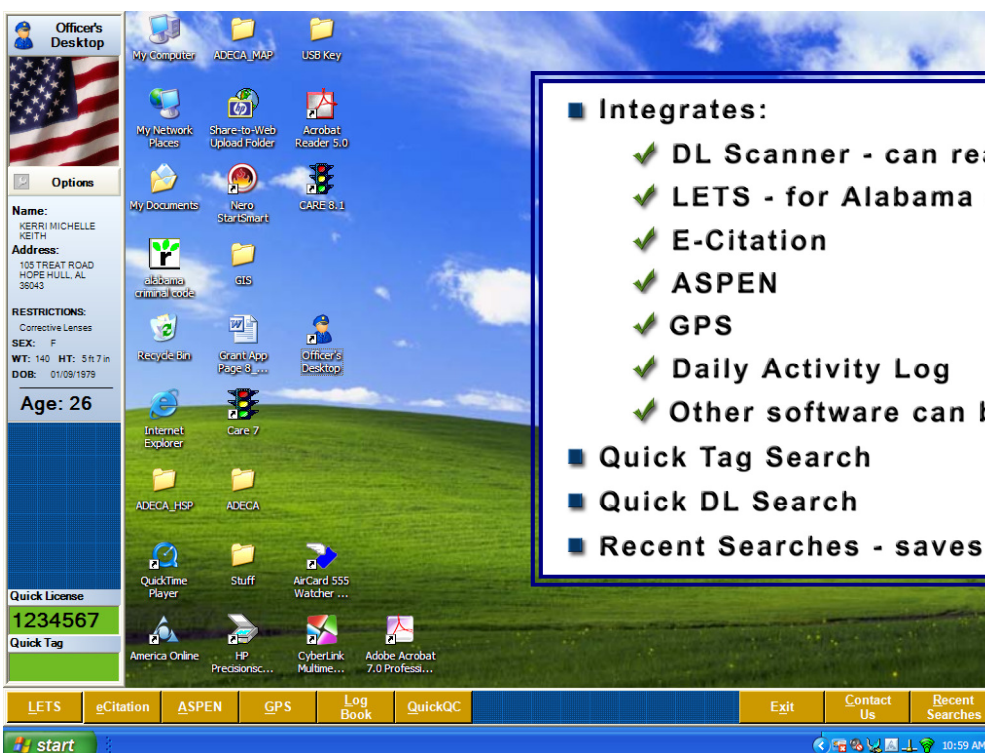 Officer's
Desktop
Options
Name:
KERRI MICHELLE
KEITH
Address:
105 TREAT ROAD
HOPE HULL, AL
36043
RESTRICTIONS:
Corrective Lenses
SEX: F
WT: 140 HT: 5 ft 7 in
DOB: 01/09/1979
Age: 26
Quick License
1234567
Quick Tag
My Computer
ADECA_MAP
USB Key
My Network
Places
Share-to-Web
Upload Folder
Acrobat
Reader 5.0
My Documents
Nero
StartSmart
CARE 8.1
alabama
criminal code
GIS
Recycle Bin
Grant App
Page 8_...
Officer's
Desktop
Internet
Explorer
Care 7
ADECA_HSP
ADECA
QuickTime
Player
Stuff
AirCard 555
Watcher ...
America Online
HP
Precisionsc...
CyberLink
Multime...
Adobe Acrobat
7.0 Professi...
Integrates:
DL Scanner - can rea
LETS - for Alabama
E-Citation
ASPEN
GPS
Daily Activity Log
Other software can b
Quick Tag Search
Quick DL Search
Recent Searches - saves
LETS
eCitation
ASPEN
GPS
Log
Book
QuickQC
Exit
Contact
Us
Recent
Searches
start
10:59 AM